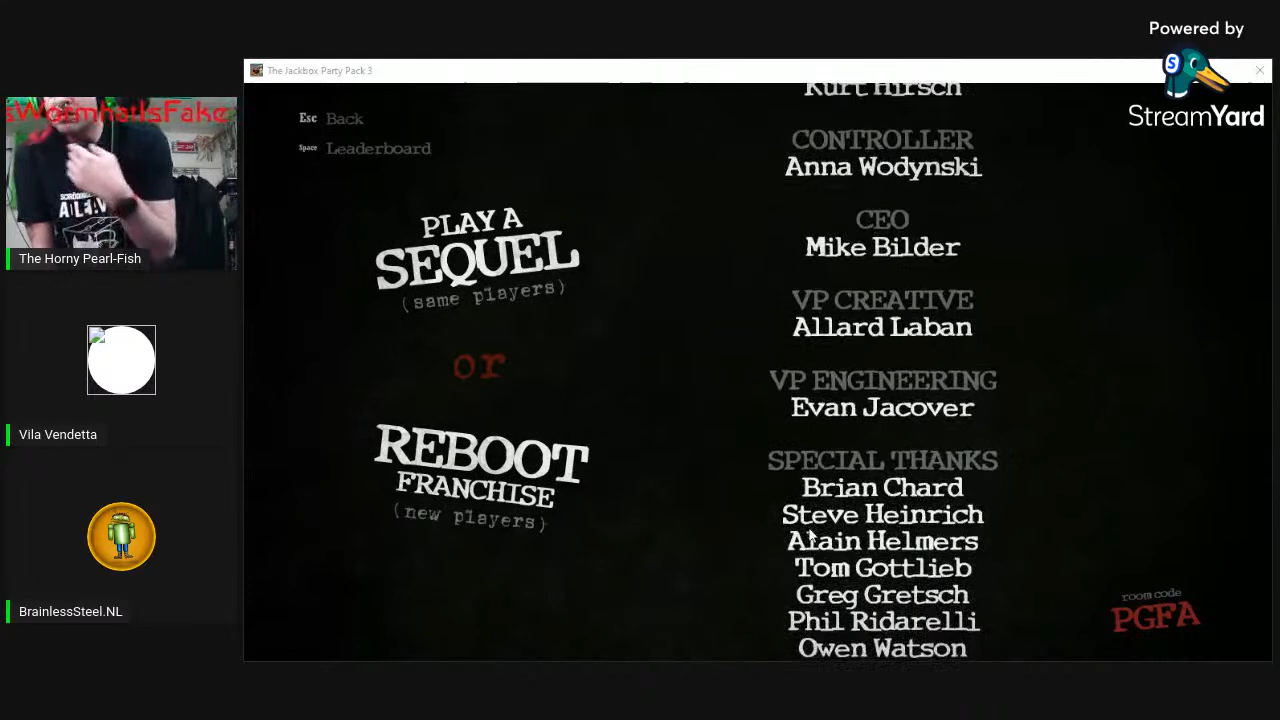 Powered by
StreamYard
The Jackbox Party Pack 3
Esc Back
Space Leaderboard
PLAY A
SEQUEL
(same players)
or
REBOOT
FRANCHISE
(new players)
Kurt Hirsch
CONTROLLER
Anna Wodynski
CEO
Mike Bilder
VP CREATIVE
Allard Laban
VP ENGINEERING
Evan Jacover
SPECIAL THANKS
Brian Chard
Steve Heinrich
Alain Helmers
Tom Gottlieb
Greg Gretsch
Phil Ridarelli
Owen Watson
room code
PGFA
The Horny Pearl-Fish
Vila Vendetta
BrainlessSteel.NL